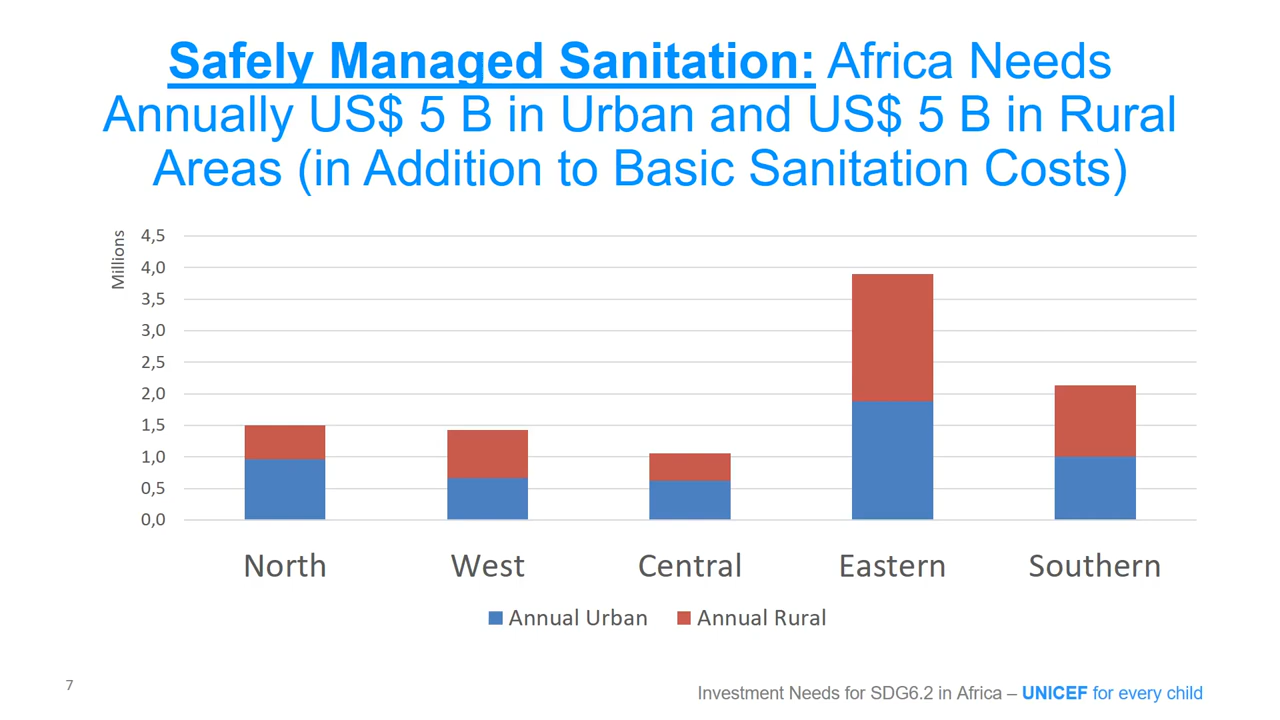 Safely Managed Sanitation: Africa Needs
Annually US$ 5 B in Urban and US$ 5 B in Rural
Areas (in Addition to Basic Sanitation Costs)
Millions
4,5
4,0
3,5
3,0
2,5
2,0
1,5
1,0
0,5
0,0
North West Central Eastern Southern
Annual Urban Annual Rural
7
Investment Needs for SDG6.2 in Africa – UNICEF for every child